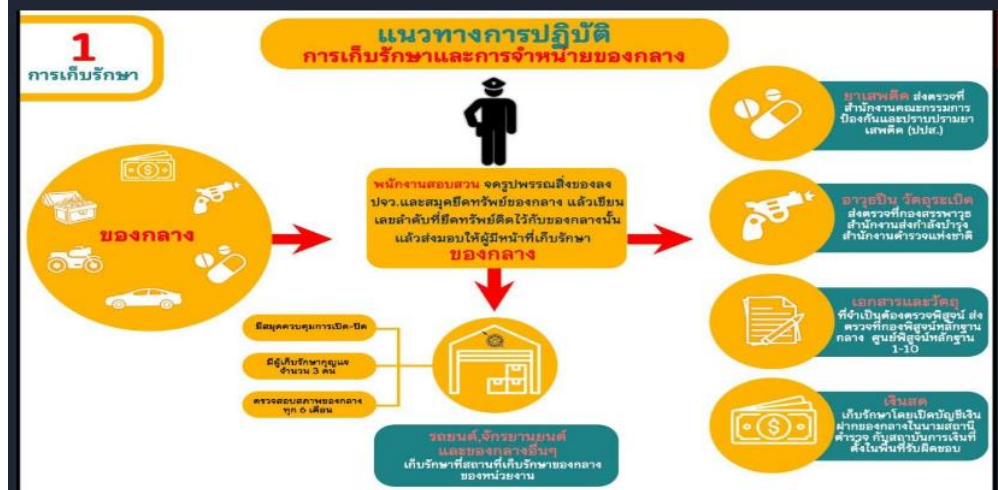 1
การเก็บรักษา
แนวทางการปฏิบัติ
การเก็บรักษาและการจำหน่ายของกลาง
ของกลาง
พนักงานสอบสวน จดรูปพรรณสิ่งของลง
ปจว.และสมุดยึดทรัพย์ของกลาง แล้วเขียน
เลขลำดับที่ยึดทรัพย์ติดไว้กับของกลางนั้น
แล้วส่งมอบให้ผู้มีหน้าที่เก็บรักษา
ของกลาง
มีสมุดควบคุมการเปิด-ปิด
มีผู้เก็บรักษากุญแจ
จำนวน 3 คน
ตรวจสอบสภาพของกลาง
ทุก 6 เดือน
รถยนต์,จักรยานยนต์
และของกลางอื่นๆ
เก็บรักษาที่สถานที่เก็บรักษาของกลาง
ของหน่วยงาน
ยาเสพติด ส่งตรวจที่
สำนักงานคณะกรรมการ
ป้องกันและปราบปรามยา
เสพติด (ปปส.)
อาวุธปืน วัตถุระเบิด
ส่งตรวจที่กองสรรพาวุธ
สำนักงานส่งกำลังบำรุง
สำนักงานตำรวจแห่งชาติ
เอกสารและวัตถุ
ที่จำเป็นต้องตรวจพิสูจน์ ส่ง
ตรวจที่กองพิสูจน์หลักฐาน
กลาง ศูนย์พิสูจน์หลักฐาน
1-10
เงินสด
เก็บรักษาโดยเปิดบัญชีเงิน
ฝากของกลางในนามสถานี
ตำรวจ กับสถาบันการเงินที่
ตั้งในพื้นที่รับผิดชอบ